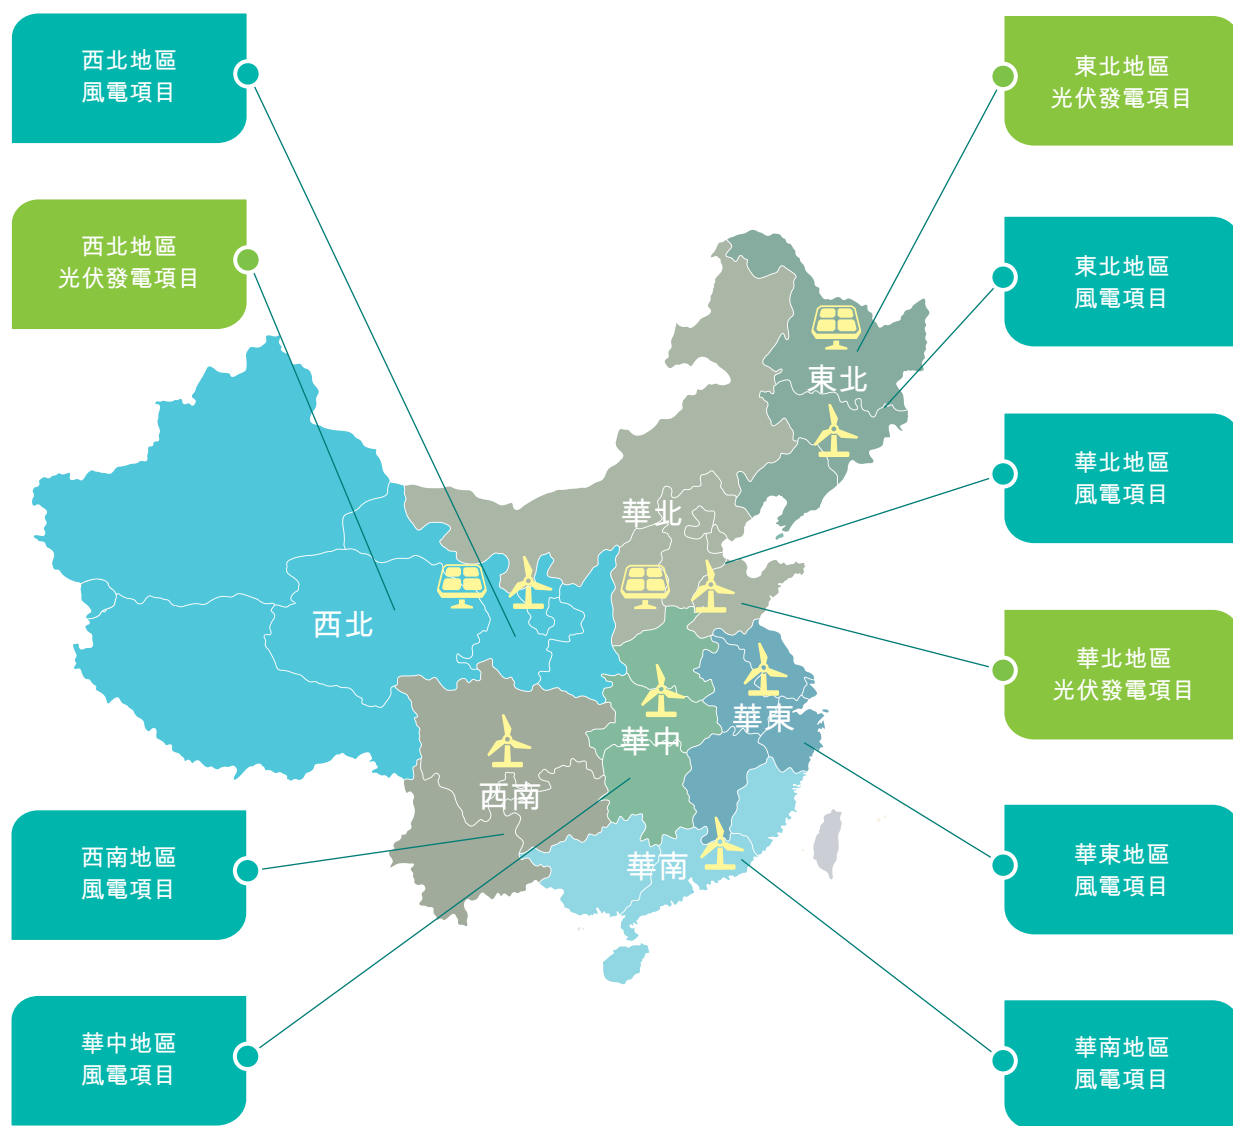 西北地區
風電項目
西北地區
光伏發電項目
東北地區
光伏發電項目
東北地區
風電項目
華北地區
風電項目
華北地區
光伏發電項目
東北
華北
西北
華東
華中
西南
華南
西南地區
風電項目
華中地區
風電項目
華東地區
風電項目
華南地區
風電項目